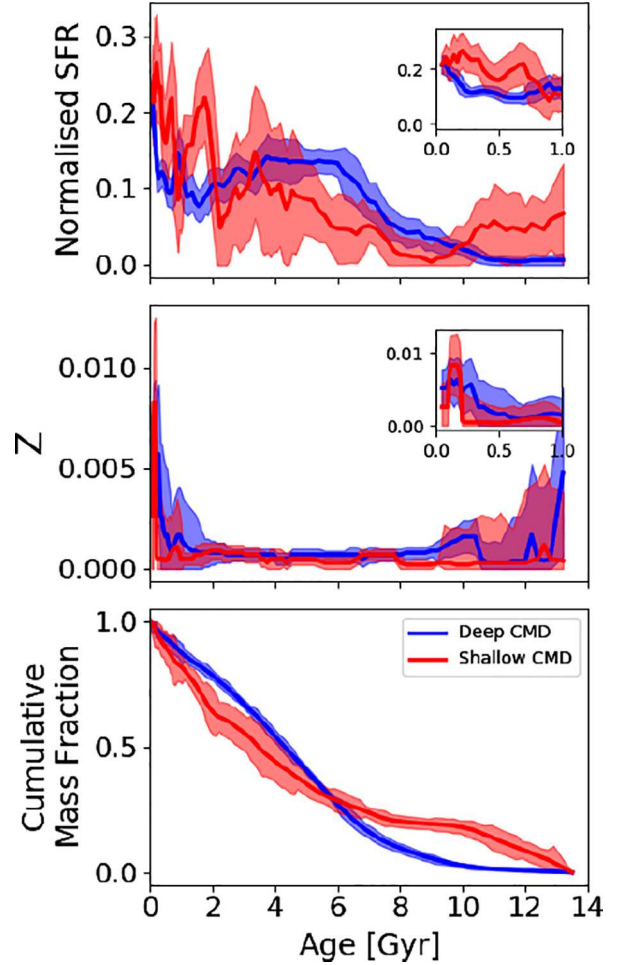 Normalised SFR
0.3
0.2
0.1
0.0
0.2
0.0
0.0
0.5
1.0
Z
0.010
0.005
0.000
0.01
0.00
0.0
0.5
1.0
Cumulative
Mass Fraction
1.0
0.5
0.0
Deep CMD
Shallow CMD
0 2 4 6 8 10 12 14
Age [Gyr]